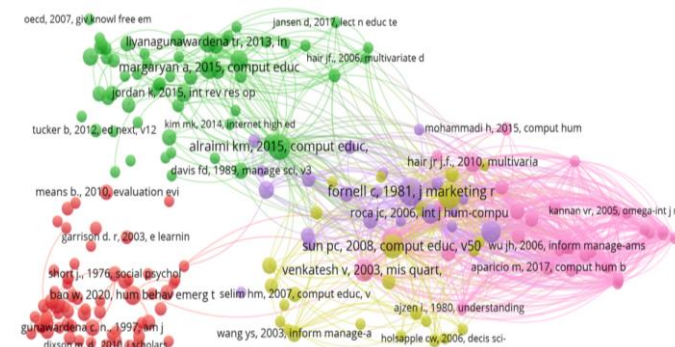 oecd, 2007, giv knowl free em
jansen d, 2017, lect n educ te
liyanagunawardena tr, 2013, in
hair jf., 2006, multivariate d
margaryan a, 2015, comput educ
jordan k, 2015, int rev res op
kim mk, 2014, internet high ed
tucker b, 2012, ed next, v12
mohammadi h, 2015, comput hum
alraimi km, 2015, comput educ,
hair jr j.f., 2010, multivaria
davis fd, 1989, manage sci, v3
means b., 2010, evaluation evi
fornell c, 1981, j marketing r
roca jc, 2006, int j hum-compu
kannan vr, 2005, omega-int j
garrison d. r, 2003, e learnin
sun pc, 2008, comput educ, v50
wu jh, 2006, inform manage-ams
short j., 1976, social psychol
venkatesh v, 2003, mis quart,
aparicio m, 2017, comput hum b
bao w, 2020, hum behav emerg t
selim hm, 2007, comput educ, v
ajzen i., 1980, understanding
gunawardena c. n., 1997, am j
wang ys, 2003, inform manage-a
holsapple cw, 2006, decis sci-
dixson m. d., 2010, j scholars